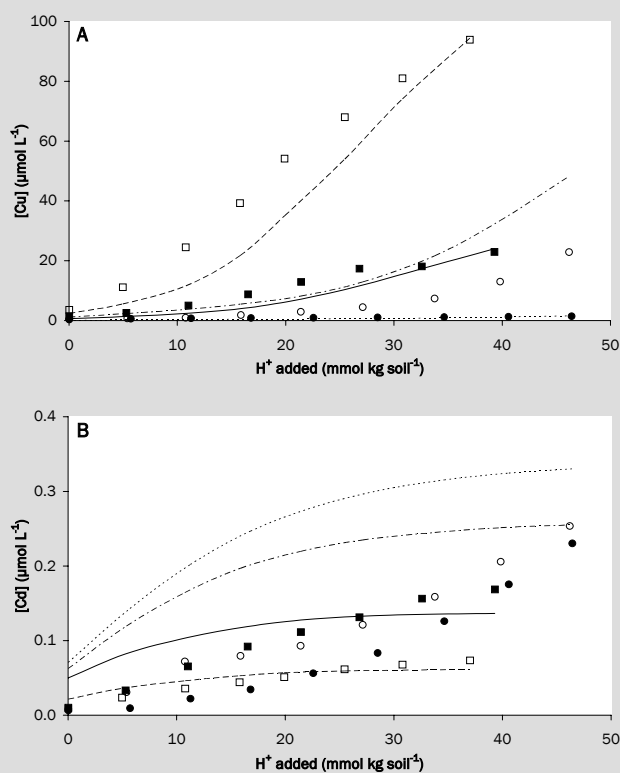 A
100
80
60
40
20
0
[Cu] (µmol L⁻¹)
0 10 20 30 40 50
H⁺ added (mmol kg soil⁻¹)
B
0.4
0.3
0.2
0.1
0.0
[Cd] (µmol L⁻¹)
0 10 20 30 40 50
H⁺ added (mmol kg soil⁻¹)